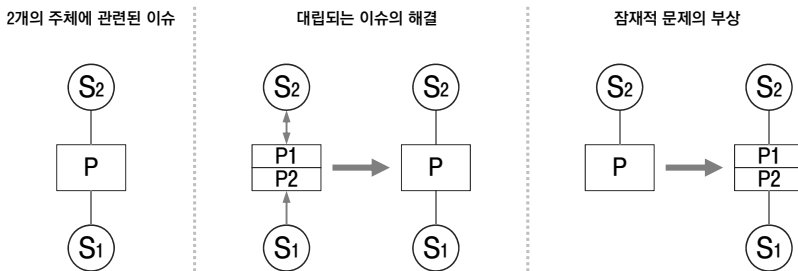 2개의 주체에 관련된 이슈
S2
P
S1
대립되는 이슈의 해결
S2
P1
P2
S1
S2
P
S1
잠재적 문제의 부상
S2
P
S2
P1
P2
S1